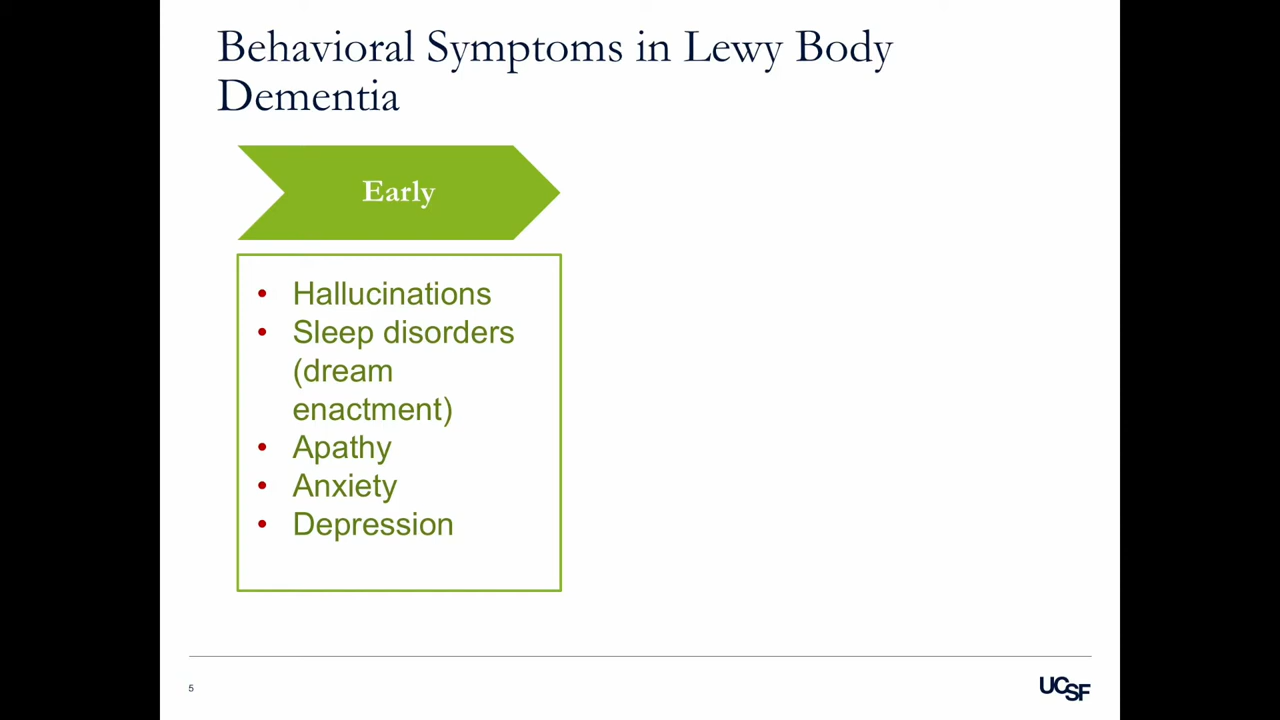 Behavioral Symptoms in Lewy Body
Dementia
Early
• Hallucinations
• Sleep disorders
(dream
enactment)
• Apathy
• Anxiety
• Depression
5
UCSF